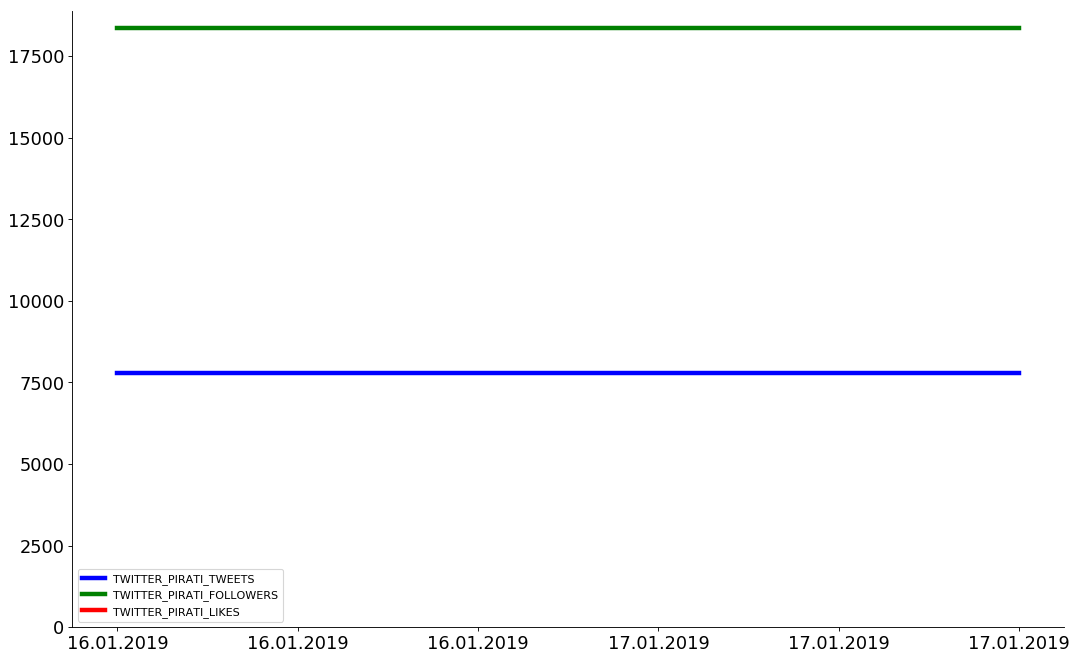 17500
15000
12500
10000
7500
5000
2500
0
TWITTER_PIRATI_TWEETS
TWITTER_PIRATI_FOLLOWERS
TWITTER_PIRATI_LIKES
16.01.2019 16.01.2019 16.01.2019 17.01.2019 17.01.2019 17.01.2019